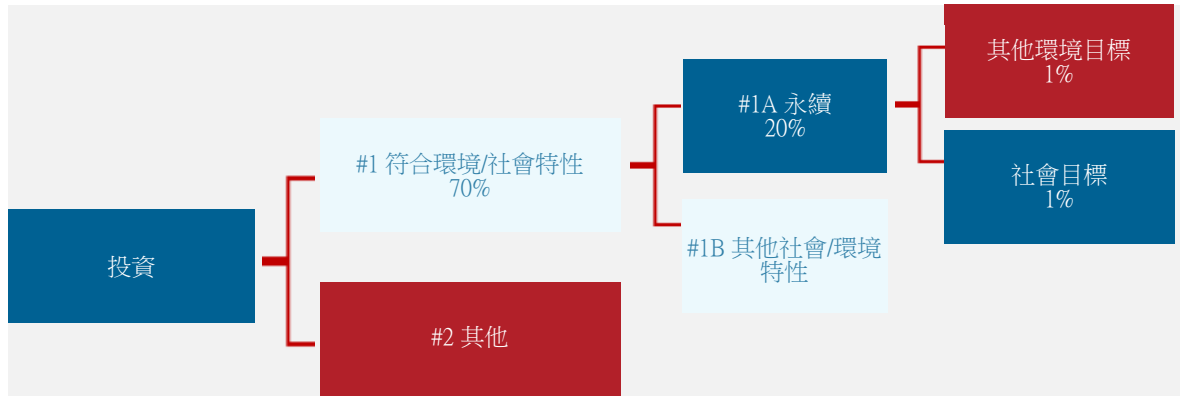 投資
#1 符合環境/社會特性
70%
#2 其他
#1A 永續
20%
#1B 其他社會/環境
特性
其他環境目標
1%
社會目標
1%